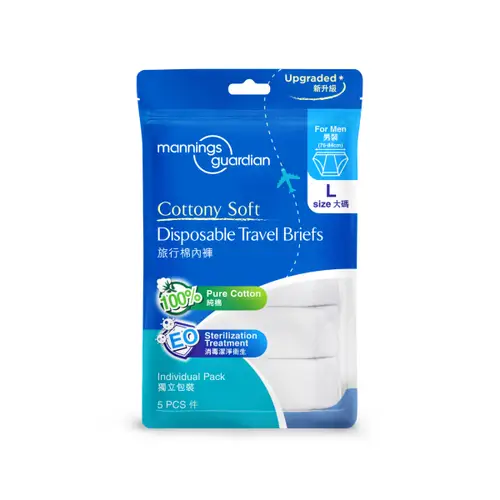 Upgraded+
新升級
mannings
guardian
For Men
男裝
(76-84cm)
L
size 大碼
Cottony Soft
Disposable Travel Briefs
旅行棉內褲
100%
Pure Cotton
純棉
EO
Sterilization
Treatment
消毒潔淨衛生
Individual Pack
獨立包裝
5 PCS 件